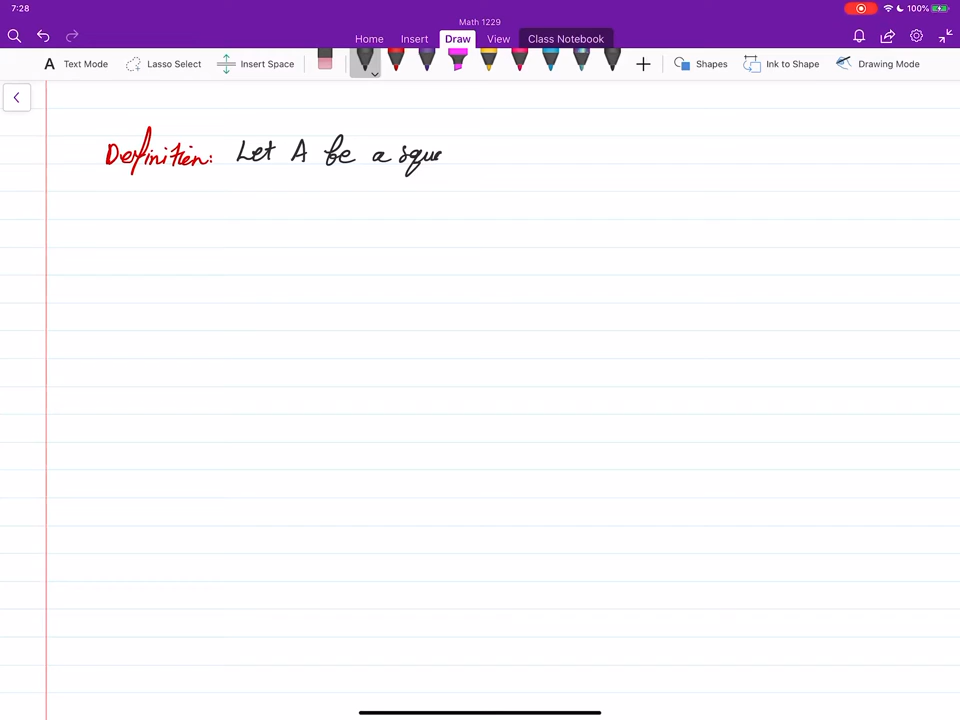 7:28
100%
Math 1229
Home Insert Draw View Class Notebook
A Text Mode Lasso Select Insert Space Shapes Ink to Shape Drawing Mode
Definition: Let A be a squa